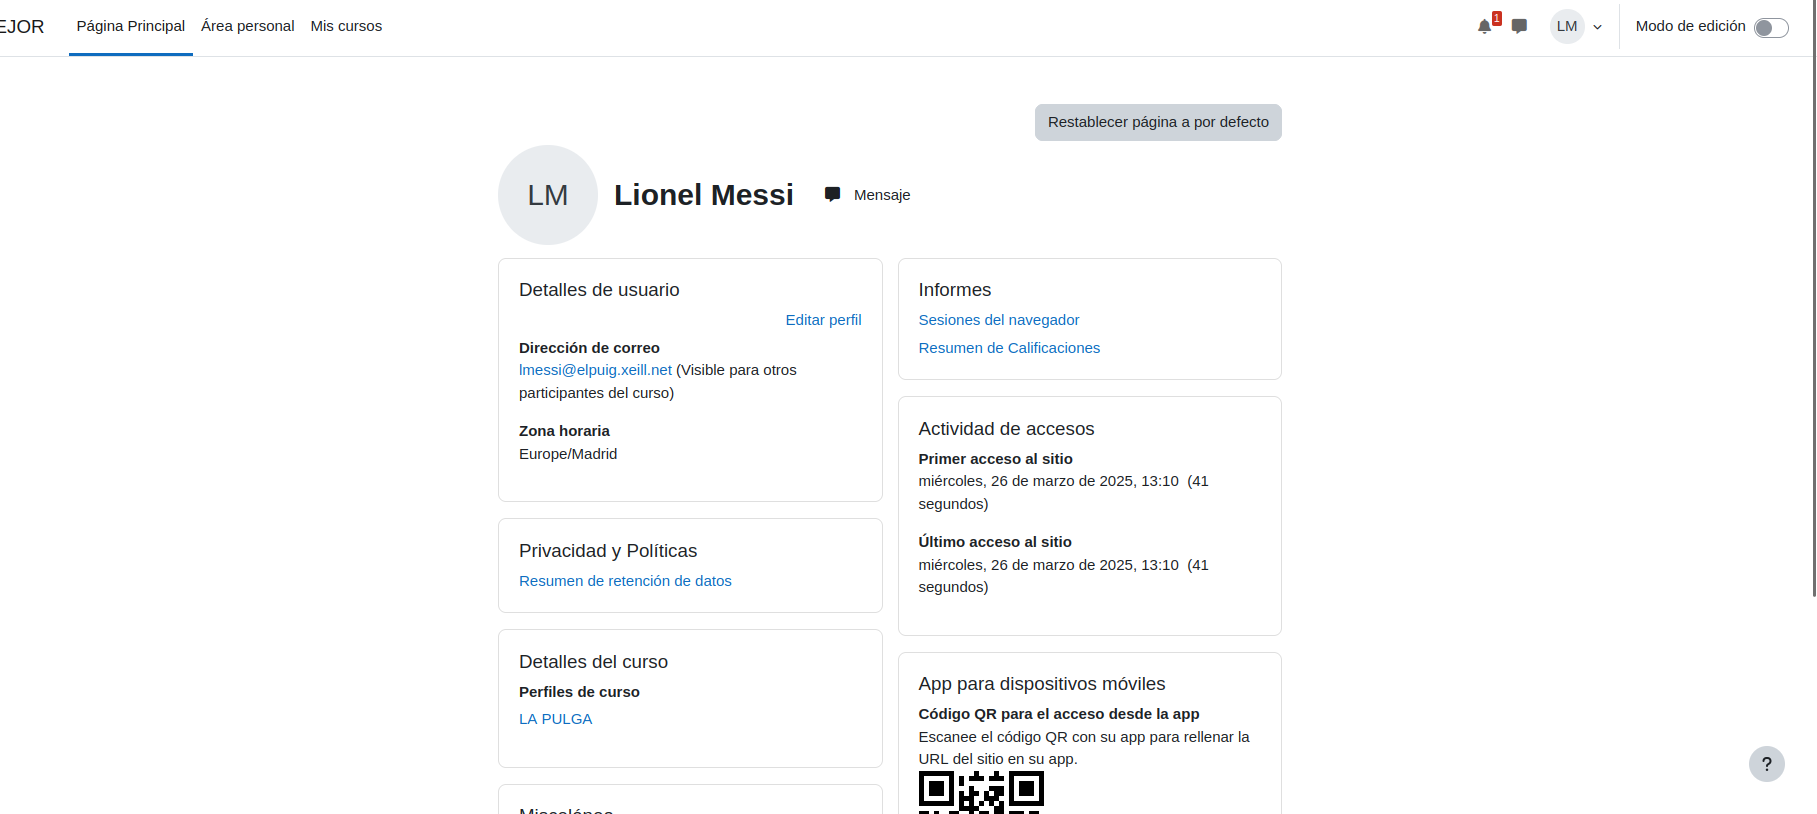 EJOR
Página Principal
Área personal
Mis cursos
1
LM
Modo de edición
Restablecer página a por defecto
LM
Lionel Messi
Mensaje
Detalles de usuario
Editar perfil
Dirección de correo
lmessi@elpuig.xeill.net (Visible para otros
participantes del curso)
Zona horaria
Europe/Madrid
Privacidad y Políticas
Resumen de retención de datos
Detalles del curso
Perfiles de curso
LA PULGA
Miscelánea
Informes
Sesiones del navegador
Resumen de Calificaciones
Actividad de accesos
Primer acceso al sitio
miércoles, 26 de marzo de 2025, 13:10 (41
segundos)
Último acceso al sitio
miércoles, 26 de marzo de 2025, 13:10 (41
segundos)
App para dispositivos móviles
Código QR para el acceso desde la app
Escanee el código QR con su app para rellenar la
URL del sitio en su app.
?